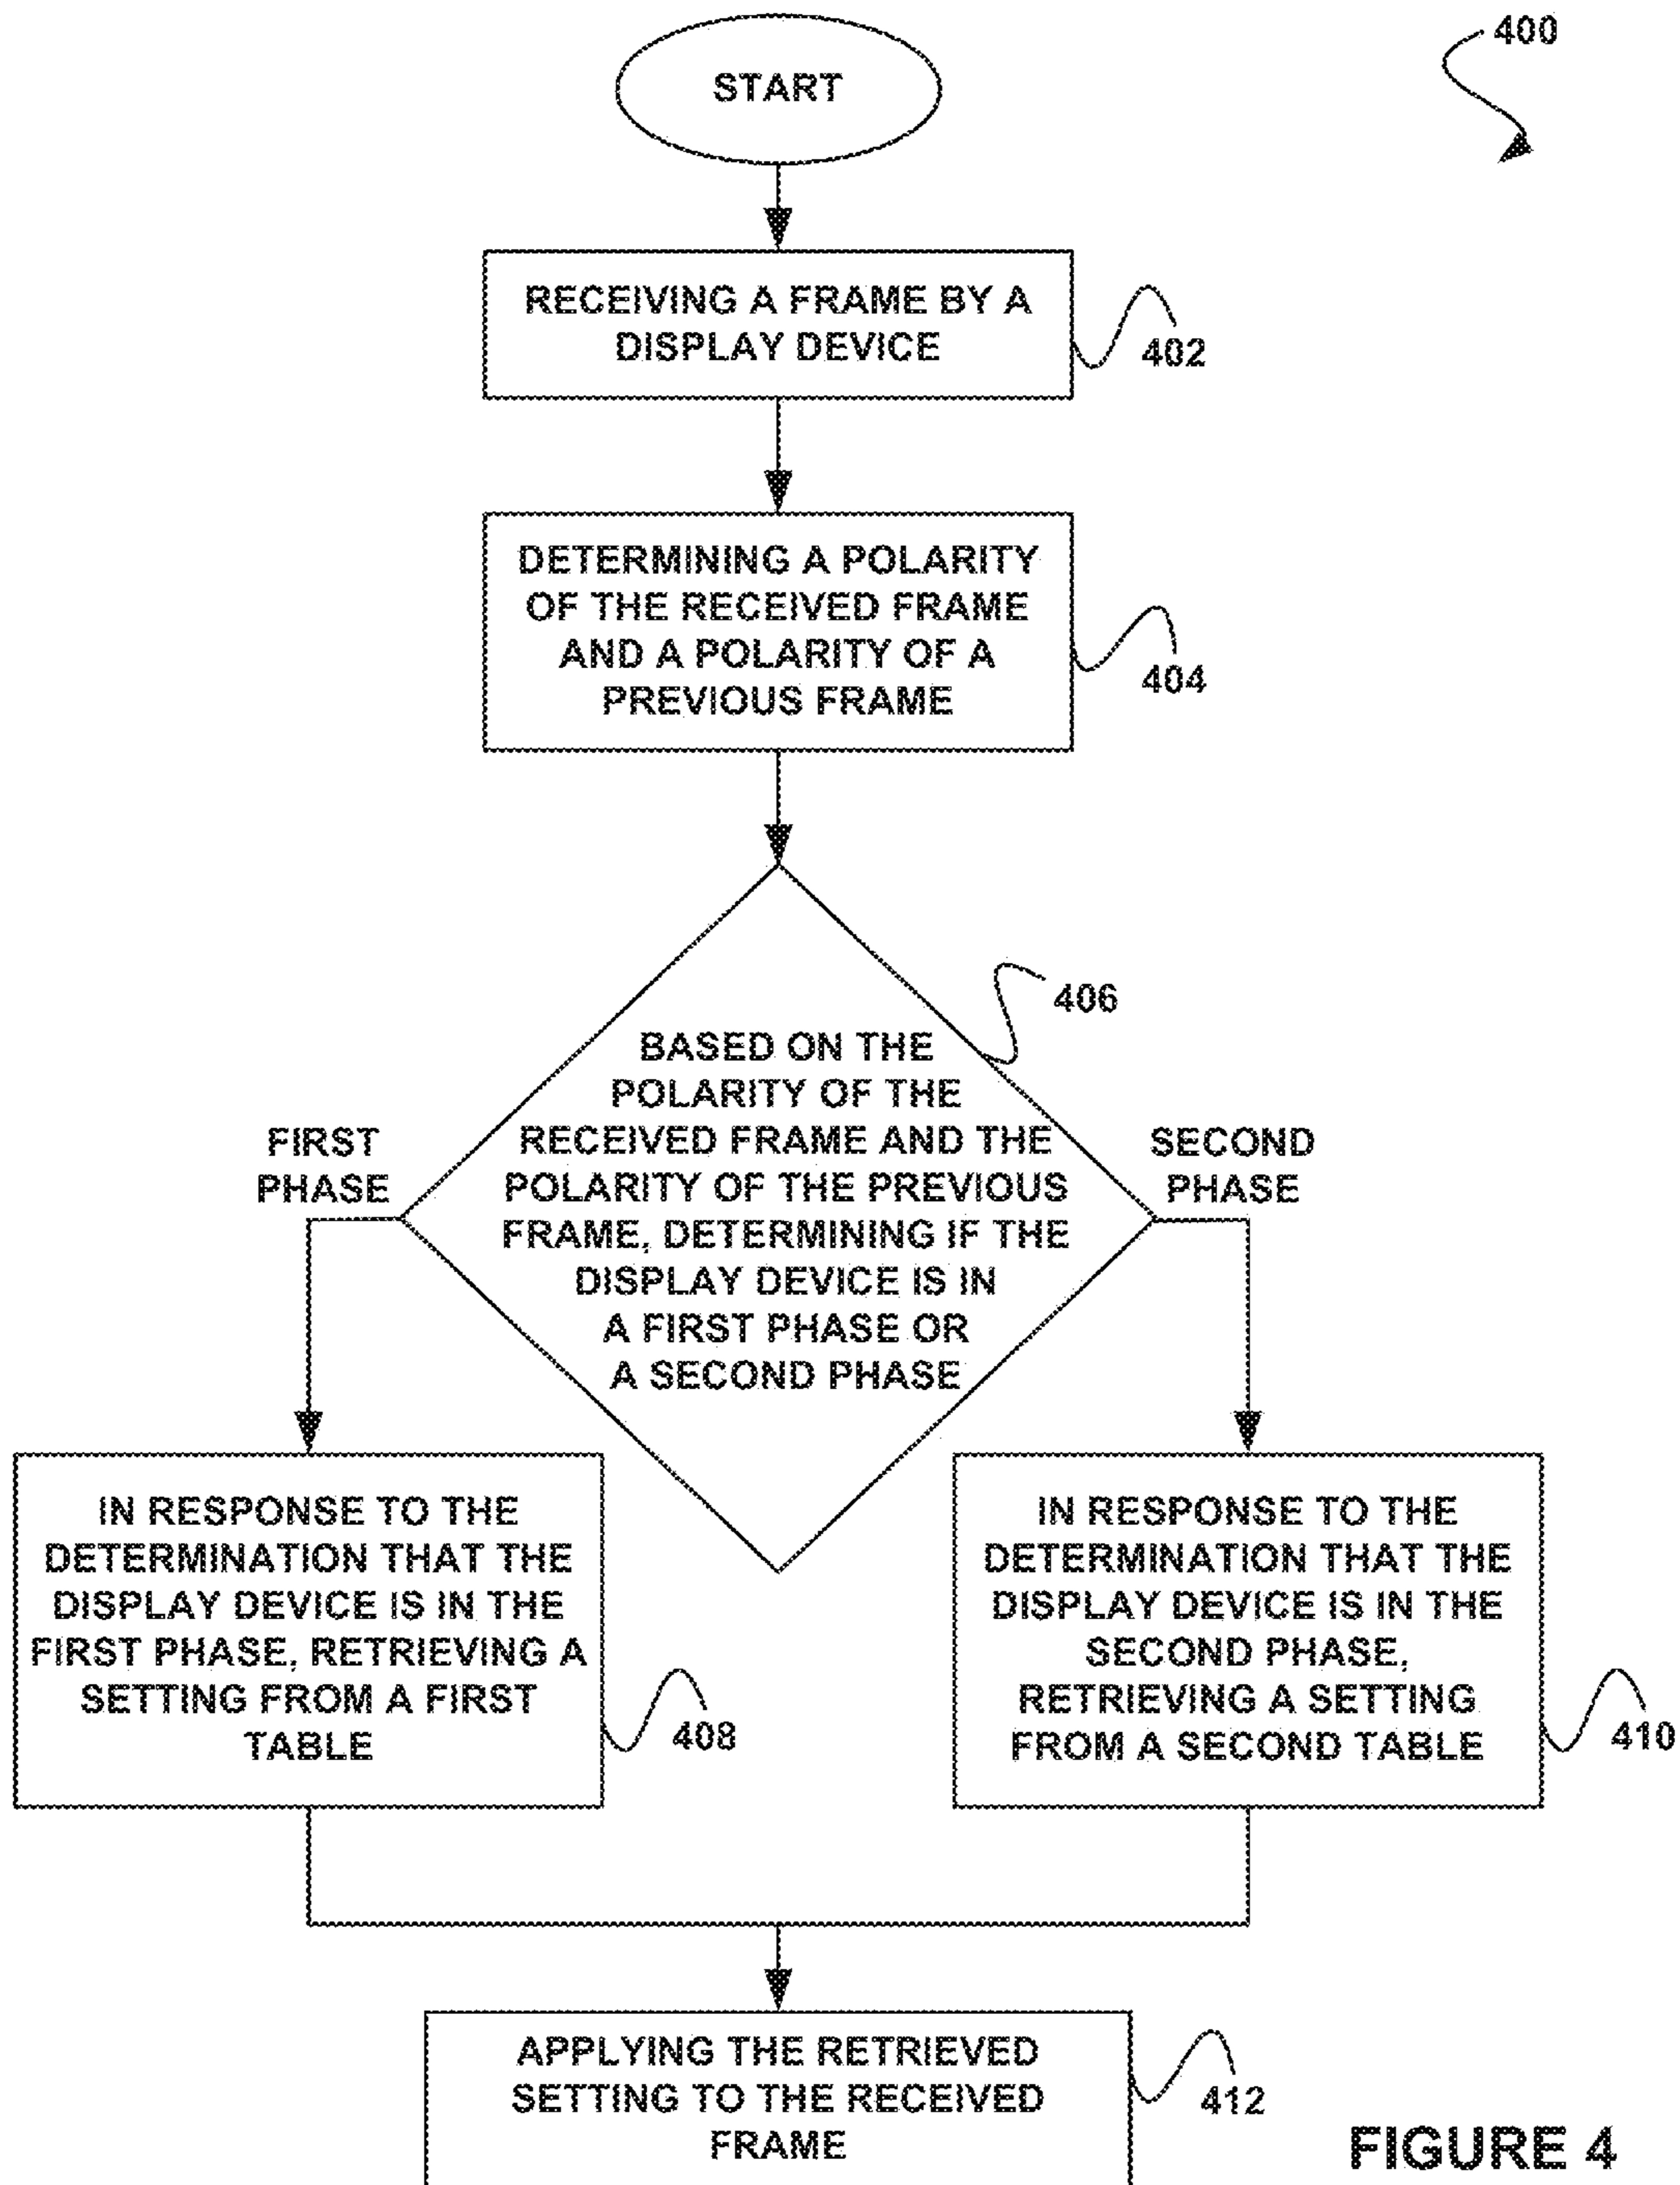 400
START
RECEIVING A FRAME BY A
DISPLAY DEVICE
402
DETERMINING A POLARITY
OF THE RECEIVED FRAME
AND A POLARITY OF A
PREVIOUS FRAME
404
406
BASED ON THE
POLARITY OF THE
RECEIVED FRAME AND THE
POLARITY OF THE PREVIOUS
FRAME, DETERMINING IF THE
DISPLAY DEVICE IS IN
A FIRST PHASE OR
A SECOND PHASE
FIRST
PHASE
SECOND
PHASE
IN RESPONSE TO THE
DETERMINATION THAT THE
DISPLAY DEVICE IS IN THE
FIRST PHASE, RETRIEVING A
SETTING FROM A FIRST
TABLE
408
IN RESPONSE TO THE
DETERMINATION THAT THE
DISPLAY DEVICE IS IN THE
SECOND PHASE,
RETRIEVING A SETTING
FROM A SECOND TABLE
410
APPLYING THE RETRIEVED
SETTING TO THE RECEIVED
FRAME
412
FIGURE 4